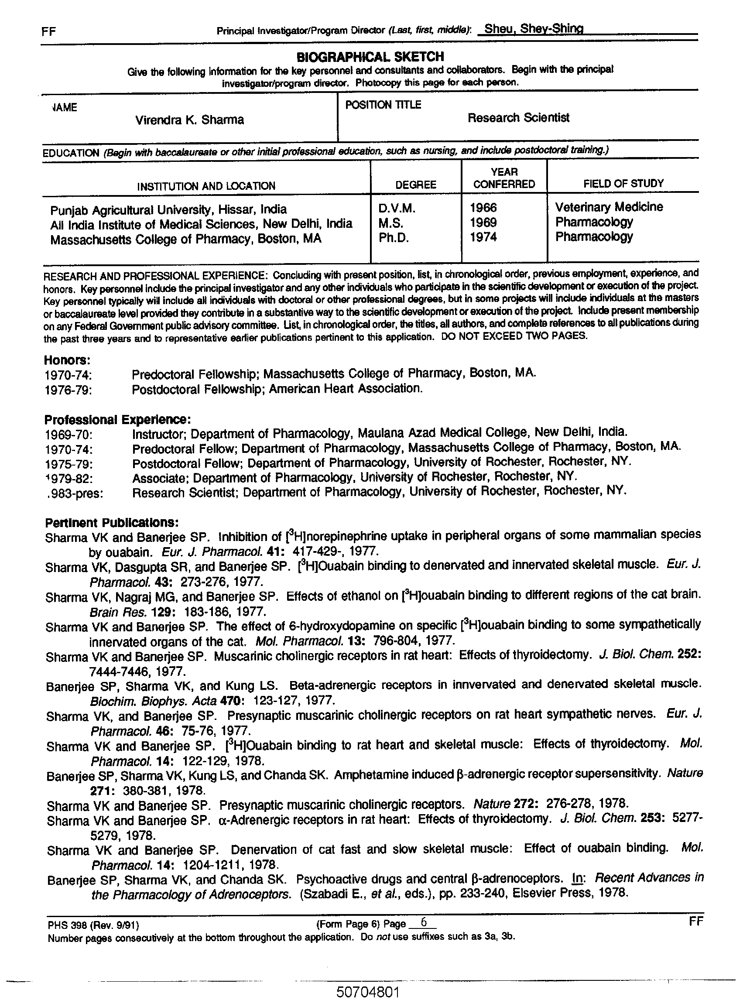 FF Principal Investigator/Program Director (Last, first, middle): Sheu, Shey-Shing
BIOGRAPHICAL SKETCH
Give the following information for the key personnel and consultants and collaborators. Begin with the principal
investigator/program director. Photocopy this page for each person.
NAME POSITION TITLE
Virendra K. Sharma Research Scientist
EDUCATION (Begin with baccalaureate or other initial professional education, such as nursing, and include postdoctoral training.)
INSTITUTION AND LOCATION DEGREE YEAR CONFERRED FIELD OF STUDY
Punjab Agricultural University, Hissar, India D.V.M. 1966 Veterinary Medicine
All India Institute of Medical Sciences, New Delhi, India M.S. 1969 Pharmacology
Massachusetts College of Pharmacy, Boston, MA Ph.D. 1974 Pharmacology
RESEARCH AND PROFESSIONAL EXPERIENCE: Concluding with present position, list, in chronological order, previous employment, experience, and
honors. Key personnel include the principal investigator and any other individuals who participate in the scientific development or execution of the project.
Key personnel typically will include all individuals with doctoral or other professional degrees, but in some projects will include individuals at the masters
or baccalaureate level provided they contribute in a substantive way to the scientific development or execution of the project. Include present membership
on any Federal Government public advisory committee. List, in chronological order, the titles, all authors, and complete references to all publications during
the past three years and to representative earlier publications pertinent to this application. DO NOT EXCEED TWO PAGES.
Honors:
1970-74: Predoctoral Fellowship; Massachusetts College of Pharmacy, Boston, MA.
1976-79: Postdoctoral Fellowship; American Heart Association.
Professional Experience:
1969-70: Instructor; Department of Pharmacology, Maulana Azad Medical College, New Delhi, India.
1970-74: Predoctoral Fellow; Department of Pharmacology, Massachusetts College of Pharmacy, Boston, MA.
1975-79: Postdoctoral Fellow; Department of Pharmacology, University of Rochester, Rochester, NY.
1979-82: Associate; Department of Pharmacology, University of Rochester, Rochester, NY.
.983-pres: Research Scientist; Department of Pharmacology, University of Rochester, Rochester, NY.
Pertinent Publications:
Sharma VK and Banerjee SP. Inhibition of [³H]norepinephrine uptake in peripheral organs of some mammalian species
by ouabain. Eur. J. Pharmacol. 41: 417-429-, 1977.
Sharma VK, Dasgupta SR, and Banerjee SP. [³H]Ouabain binding to denervated and innervated skeletal muscle. Eur. J.
Pharmacol. 43: 273-276, 1977.
Sharma VK, Nagraj MG, and Banerjee SP. Effects of ethanol on [³H]ouabain binding to different regions of the cat brain.
Brain Res. 129: 183-186, 1977.
Sharma VK and Banerjee SP. The effect of 6-hydroxydopamine on specific [³H]ouabain binding to some sympathetically
innervated organs of the cat. Mol. Pharmacol. 13: 796-804, 1977.
Sharma VK and Banerjee SP. Muscarinic cholinergic receptors in rat heart: Effects of thyroidectomy. J. Biol. Chem. 252:
7444-7446, 1977.
Banerjee SP, Sharma VK, and Kung LS. Beta-adrenergic receptors in innvervated and denervated skeletal muscle.
Biochim. Biophys. Acta 470: 123-127, 1977.
Sharma VK, and Banerjee SP. Presynaptic muscarinic cholinergic receptors on rat heart sympathetic nerves. Eur. J.
Pharmacol. 46: 75-76, 1977.
Sharma VK and Banerjee SP. [³H]Ouabain binding to rat heart and skeletal muscle: Effects of thyroidectomy. Mol.
Pharmacol. 14: 122-129, 1978.
Banerjee SP, Sharma VK, Kung LS, and Chanda SK. Amphetamine induced β-adrenergic receptor supersensitivity. Nature
271: 380-381, 1978.
Sharma VK and Banerjee SP. Presynaptic muscarinic cholinergic receptors. Nature 272: 276-278, 1978.
Sharma VK and Banerjee SP. α-Adrenergic receptors in rat heart: Effects of thyroidectomy. J. Biol. Chem. 253: 5277-
5279, 1978.
Sharma VK and Banerjee SP. Denervation of cat fast and slow skeletal muscle: Effect of ouabain binding. Mol.
Pharmacol. 14: 1204-1211, 1978.
Banerjee SP, Sharma VK, and Chanda SK. Psychoactive drugs and central β-adrenoceptors. In: Recent Advances in
the Pharmacology of Adrenoceptors. (Szabadi E., et al., eds.), pp. 233-240, Elsevier Press, 1978.
PHS 398 (Rev. 9/91) (Form Page 6) Page 6 FF
Number pages consecutively at the bottom throughout the application. Do not use suffixes such as 3a, 3b.
50704801